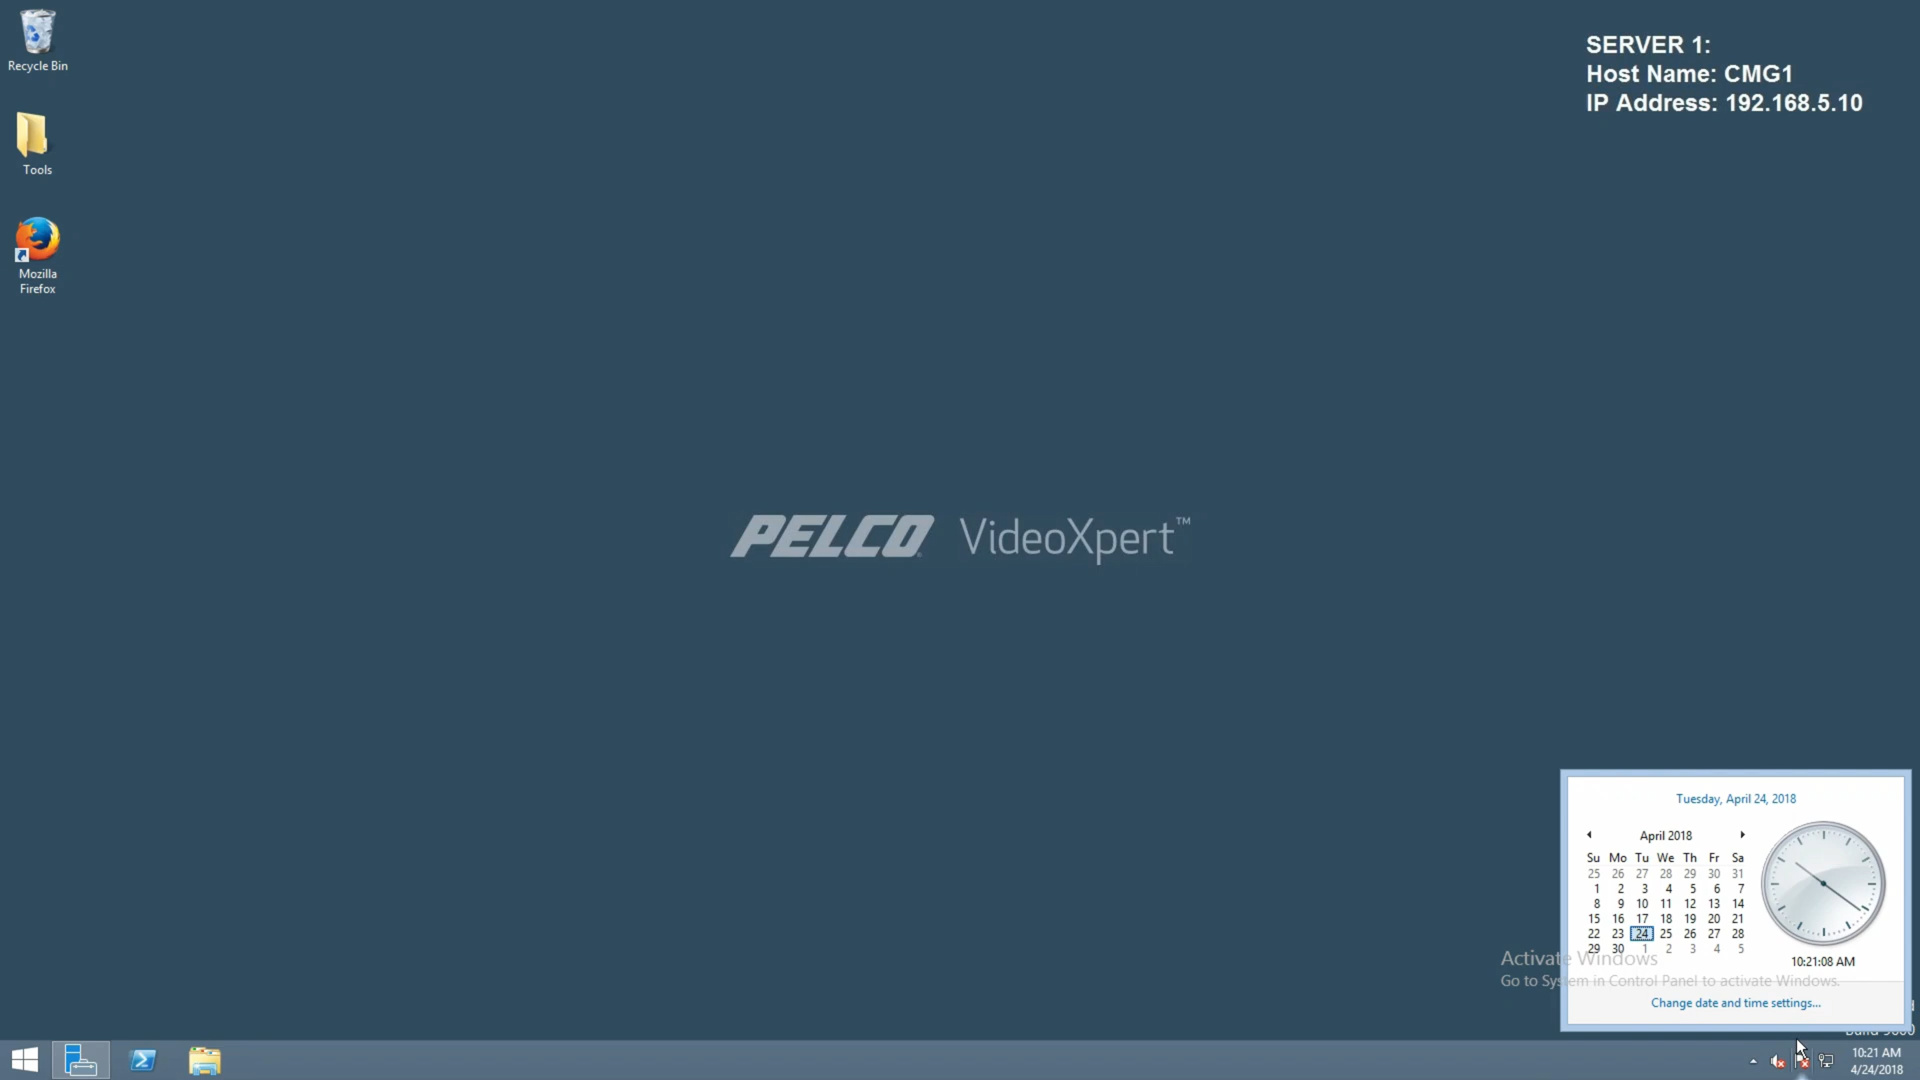 Recycle Bin
Tools
Mozilla
Firefox
SERVER 1:
Host Name: CMG1
IP Address: 192.168.5.10
PELCO VideoXpert™
Tuesday, April 24, 2018
April 2018
Su Mo Tu We Th Fr Sa
25 26 27 28 29 30 31
1 2 3 4 5 6 7
8 9 10 11 12 13 14
15 16 17 18 19 20 21
22 23 24 25 26 27 28
29 30 1 2 3 4 5
10:21:08 AM
Activate Windows
Go to System in Control Panel to activate Windows.
Change date and time settings...
10:21 AM
4/24/2018